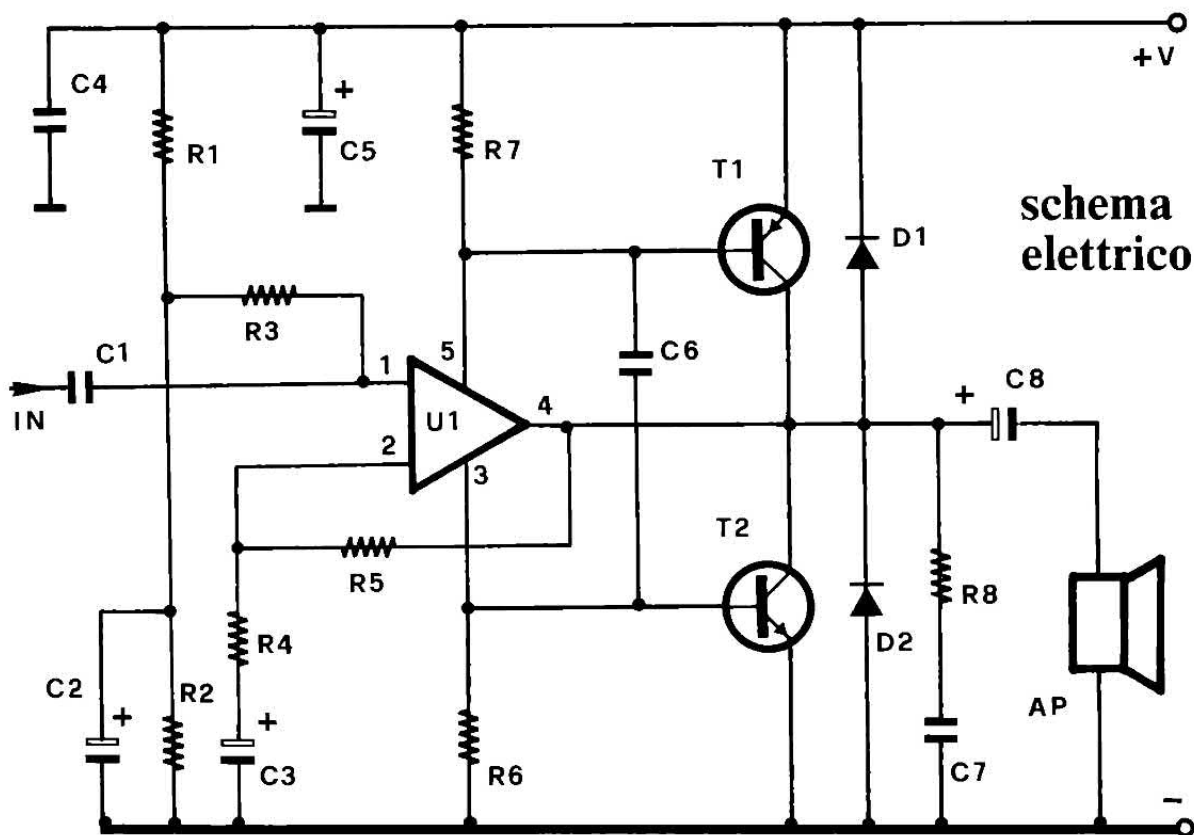 +V
C4
R1
+
C5
R7
T1
D1
schema
elettrico
R3
C1
IN
1
5
U1
4
2
3
C6
+
C8
R5
T2
R4
R8
D2
C2
+
R2
+
C3
R6
C7
AP
-